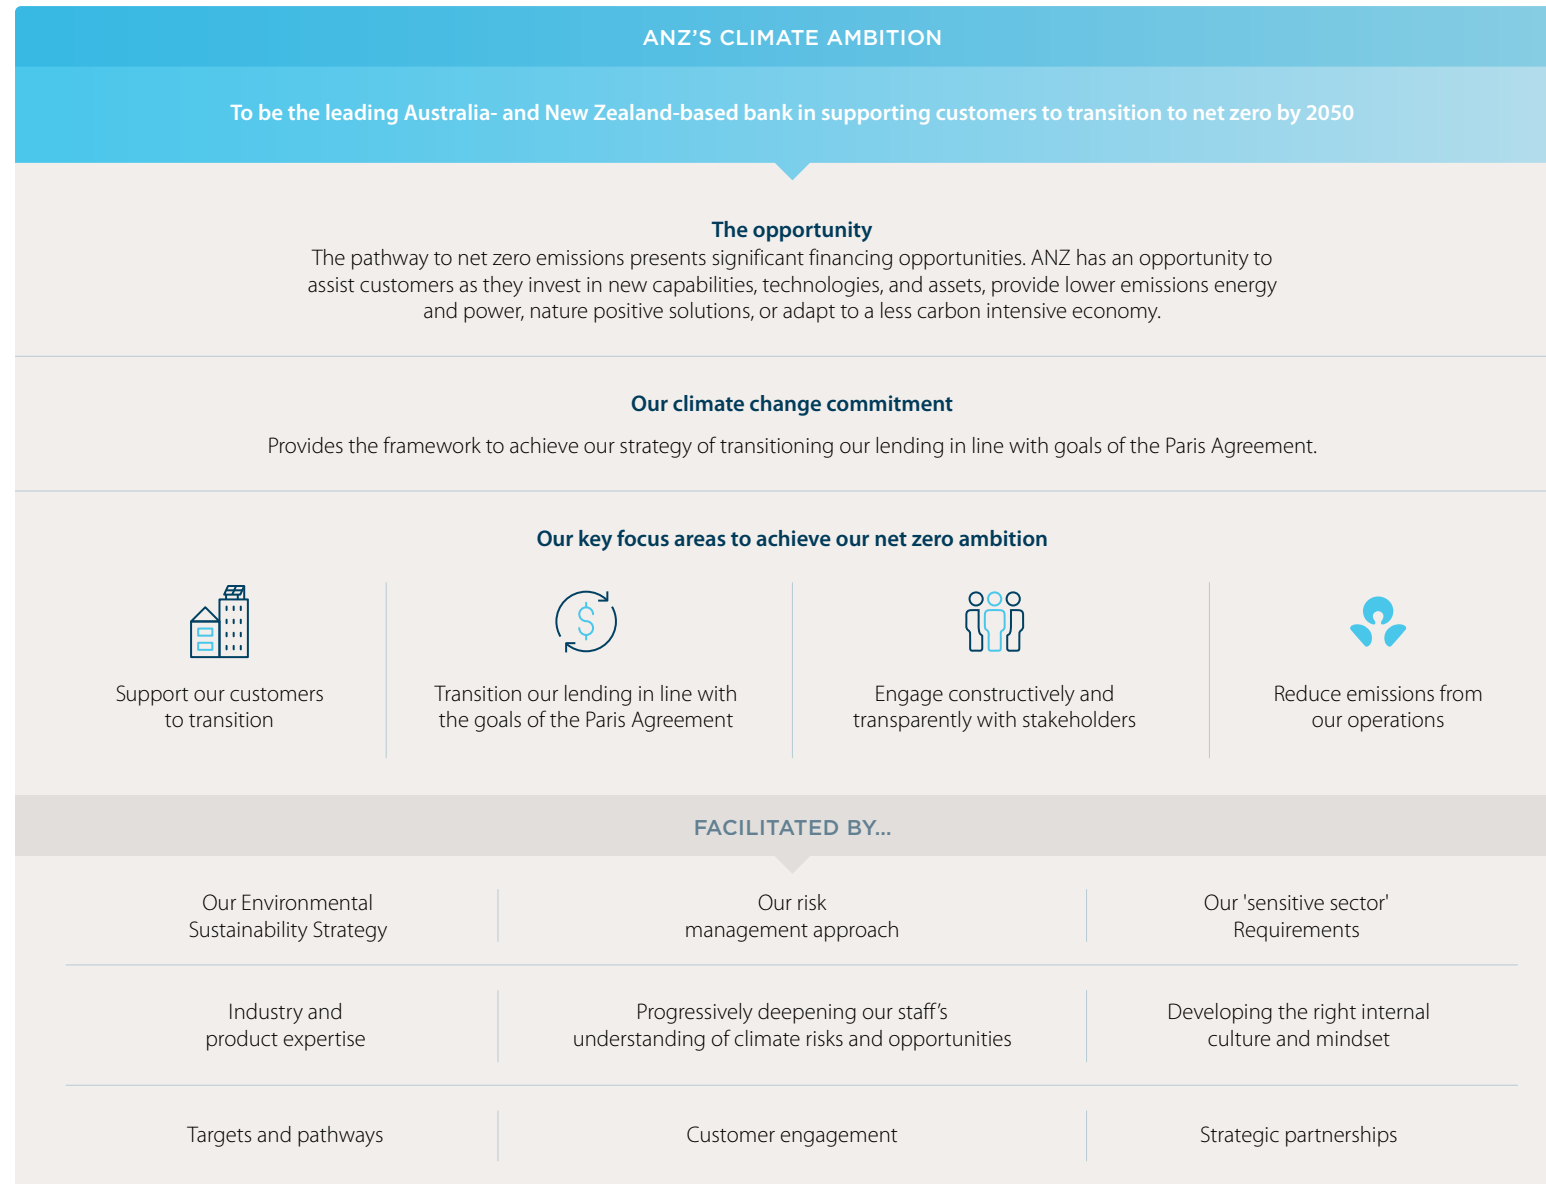 ANZ'S CLIMATE AMBITION
To be the leading Australia- and New Zealand-based bank in supporting customers to transition to net zero by 2050
The opportunity
The pathway to net zero emissions presents significant financing opportunities. ANZ has an opportunity to
assist customers as they invest in new capabilities, technologies, and assets, provide lower emissions energy
and power, nature positive solutions, or adapt to a less carbon intensive economy.
Our climate change commitment
Provides the framework to achieve our strategy of transitioning our lending in line with goals of the Paris Agreement.
Our key focus areas to achieve our net zero ambition
$
Support our customers
to transition
Transition our lending in line with
the goals of the Paris Agreement
Engage constructively and
transparently with stakeholders
Reduce emissions from
our operations
FACILITATED BY...
Our Environmental
Sustainability Strategy
Our risk
management approach
Our 'sensitive sector'
Requirements
Industry and
product expertise
Progressively deepening our staff's
understanding of climate risks and opportunities
Developing the right internal
culture and mindset
Targets and pathways
Customer engagement
Strategic partnerships